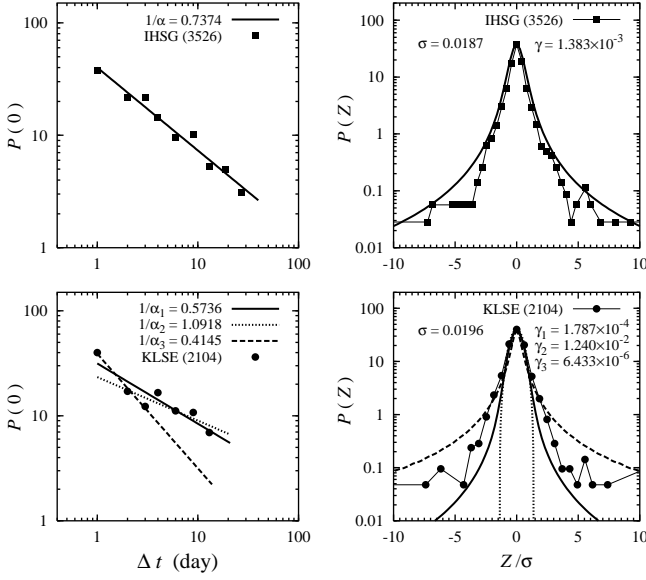 1/α = 0.7374
IHSG (3526)
100
10
1
P ( 0 )
1
10
100
IHSG (3526)
σ = 0.0187
γ = 1.383×10-3
100
10
1
0.1
0.01
P ( Z )
-10
-5
0
5
10
1/α1 = 0.5736
1/α2 = 1.0918
1/α3 = 0.4145
KLSE (2104)
100
10
1
P ( 0 )
1
10
100
Δ t (day)
KLSE (2104)
σ = 0.0196
γ1 = 1.787×10-4
γ2 = 1.240×10-2
γ3 = 6.433×10-6
100
10
1
0.1
0.01
P ( Z )
-10
-5
0
5
10
Z /σ